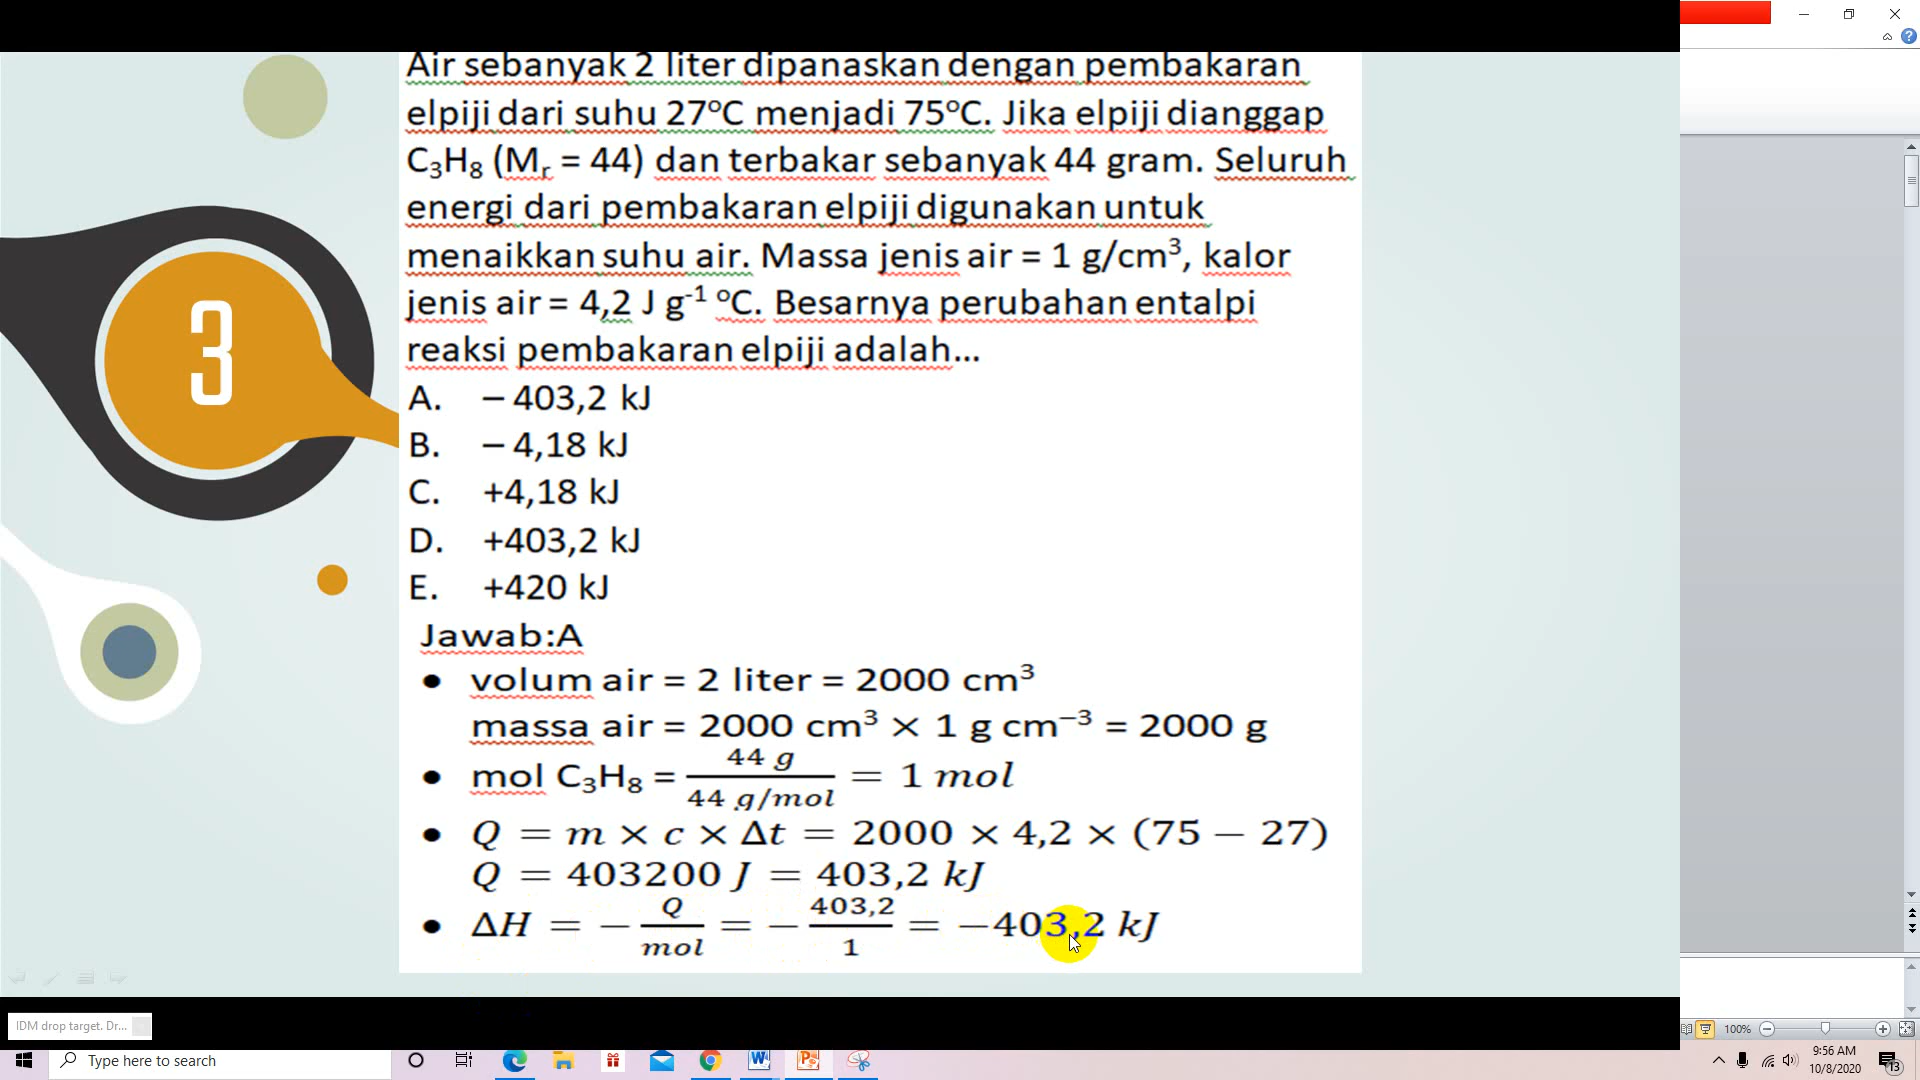 Air sebanyak 2 liter dipanaskan dengan pembakaran
elpiji dari suhu 27°C menjadi 75°C. Jika elpiji dianggap
C₃H₈ (Mᵣ = 44) dan terbakar sebanyak 44 gram. Seluruh
energi dari pembakaran elpiji digunakan untuk
menaikkan suhu air. Massa jenis air = 1 g/cm³, kalor
jenis air = 4,2 J g⁻¹ °C. Besarnya perubahan entalpi
reaksi pembakaran elpiji adalah...
3
A. – 403,2 kJ
B. – 4,18 kJ
C. +4,18 kJ
D. +403,2 kJ
E. +420 kJ
Jawab:A
● volum air = 2 liter = 2000 cm³
massa air = 2000 cm³ × 1 g cm⁻³ = 2000 g
● mol C₃H₈ = 44 g / 44 g/mol = 1 mol
● Q = m × c × Δt = 2000 × 4,2 × (75 − 27)
Q = 403200 J = 403,2 kJ
● ΔH = − Q/mol = − 403,2/1 = −403,2 kJ
IDM drop target. Dr...
100%
Type here to search
9:56 AM
10/8/2020
13